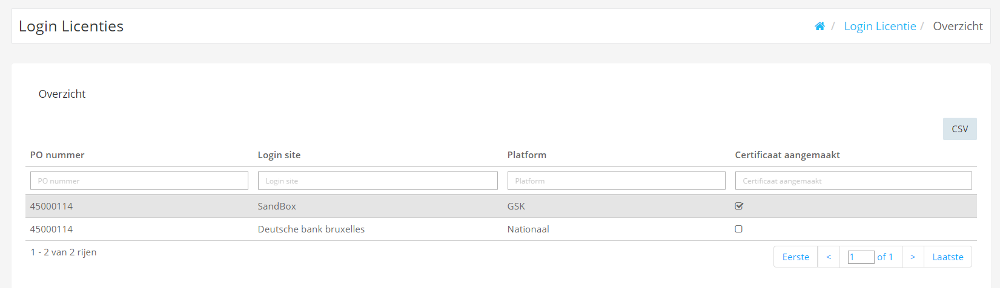 Login Licenties
/ Login Licentie / Overzicht
Overzicht
CSV
PO nummer Login site Platform Certificaat aangemaakt
PO nummer Login site Platform Certificaat aangemaakt
45000114 SandBox GSK
45000114 Deutsche bank bruxelles Nationaal
1 - 2 van 2 rijen
Eerste < 1 of 1 > Laatste